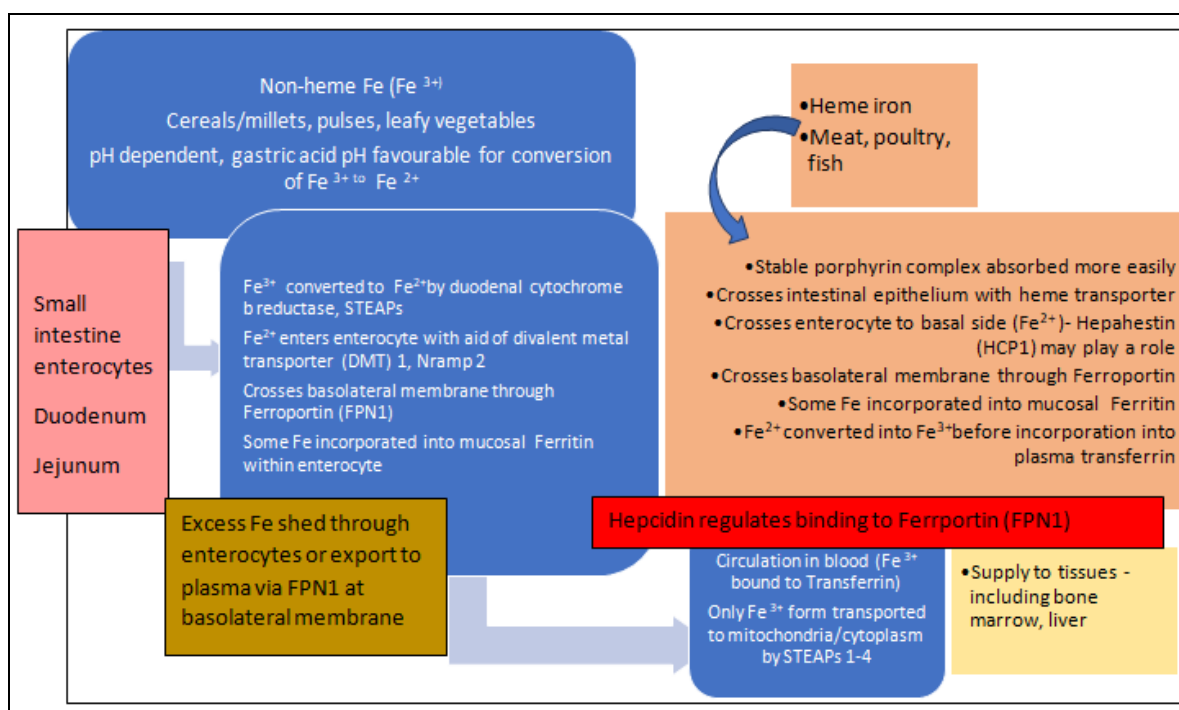 Non-heme Fe (Fe ³⁺⁾
Cereals/millets, pulses, leafy vegetables
pH dependent, gastric acid pH favourable for conversion
of Fe ³⁺ ᵗᵒ Fe ²⁺
•Heme iron
•Meat, poultry,
fish
Small
intestine
enterocytes
Duodenum
Jejunum
Fe³⁺ converted to Fe²⁺by duodenal cytochrome
b reductase, STEAPs
Fe²⁺ enters enterocyte with aid of divalent metal
transporter (DMT) 1, Nramp 2
Crosses basolateral membrane through
Ferroportin (FPN1)
Some Fe incorporated into mucosal Ferritin
within enterocyte
•Stable porphyrin complex absorbed more easily
•Crosses intestinal epithelium with heme transporter
•Crosses enterocyte to basal side (Fe²⁺)- Hepahestin
(HCP1) may play a role
•Crosses basolateral membrane through Ferroportin
•Some Fe incorporated into mucosal Ferritin
•Fe²⁺ converted into Fe³⁺before incorporation into
plasma transferrin
Excess Fe shed through
enterocytes or export to
plasma via FPN1 at
basolateral membrane
Hepcidin regulates binding to Ferrportin (FPN1)
Circulation in blood (Fe ³⁺
bound to Transferrin)
Only Fe ³⁺ form transported
to mitochondria/cytoplasm
by STEAPs 1-4
•Supply to tissues -
including bone
marrow, liver